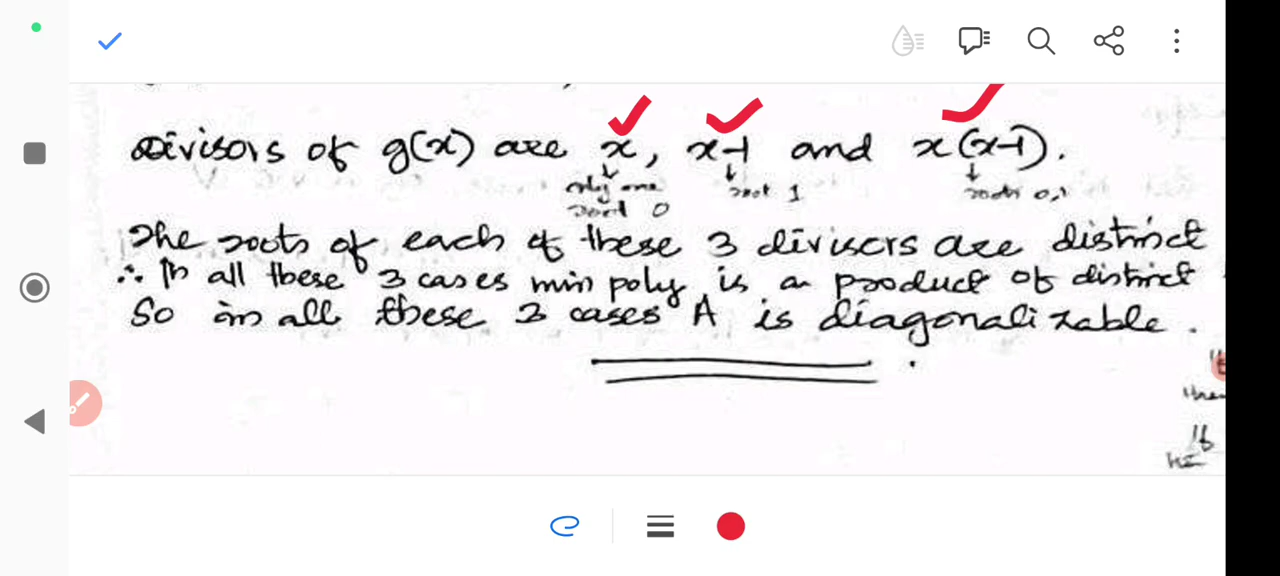 Divisors of g(x) are x, x-1 and x(x-1).
only one root 0
root 1
roots 0,1
The roots of each of these 3 divisors are distinct
∴ In all these 3 cases min poly is a product of distinct
So in all these 3 cases A is diagonalizable.
then
If